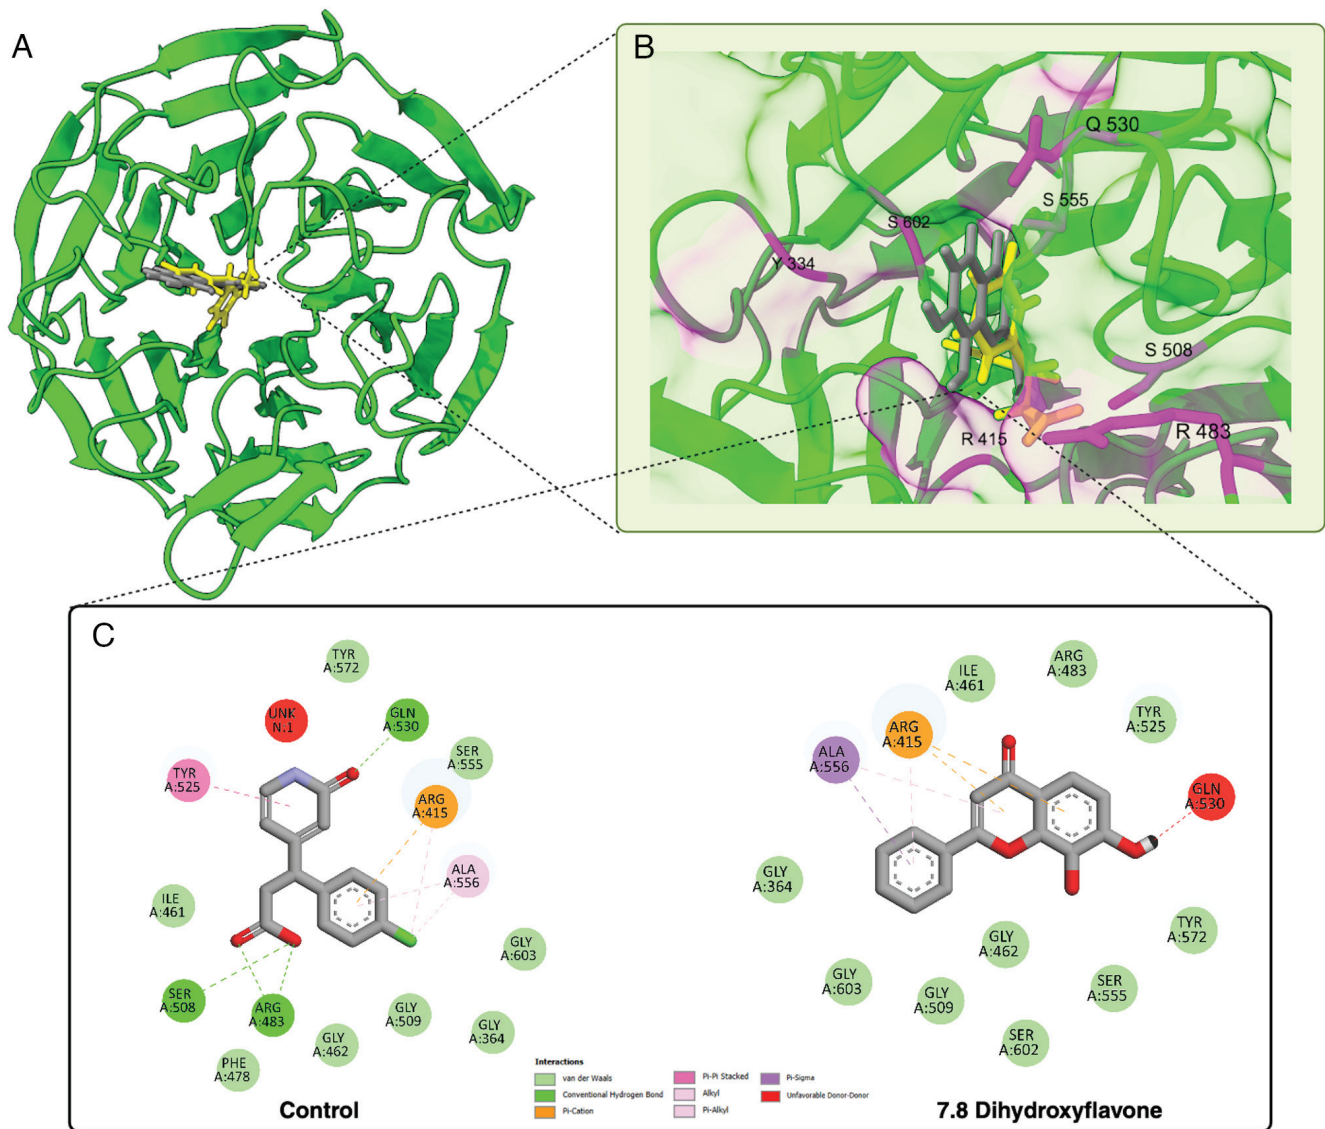 A
B
Q 530
S 555
S 602
Y 334
S 508
R 415
R 483
C
TYR
A:572
UNK
N:1
GLN
A:530
SER
A:555
TYR
A:525
ARG
A:415
ALA
A:556
ILE
A:461
GLY
A:603
SER
A:508
ARG
A:483
GLY
A:509
GLY
A:364
GLY
A:462
PHE
A:478
Control
ILE
A:461
ARG
A:483
TYR
A:525
ARG
A:415
ALA
A:556
GLN
A:530
GLY
A:364
TYR
A:572
GLY
A:462
GLY
A:603
GLY
A:509
SER
A:555
SER
A:602
7.8 Dihydroxyflavone
Interactions
van der Waals
Conventional Hydrogen Bond
Pi-Cation
Pi-Pi Stacked
Alkyl
Pi-Alkyl
Pi-Sigma
Unfavorable Donor-Donor